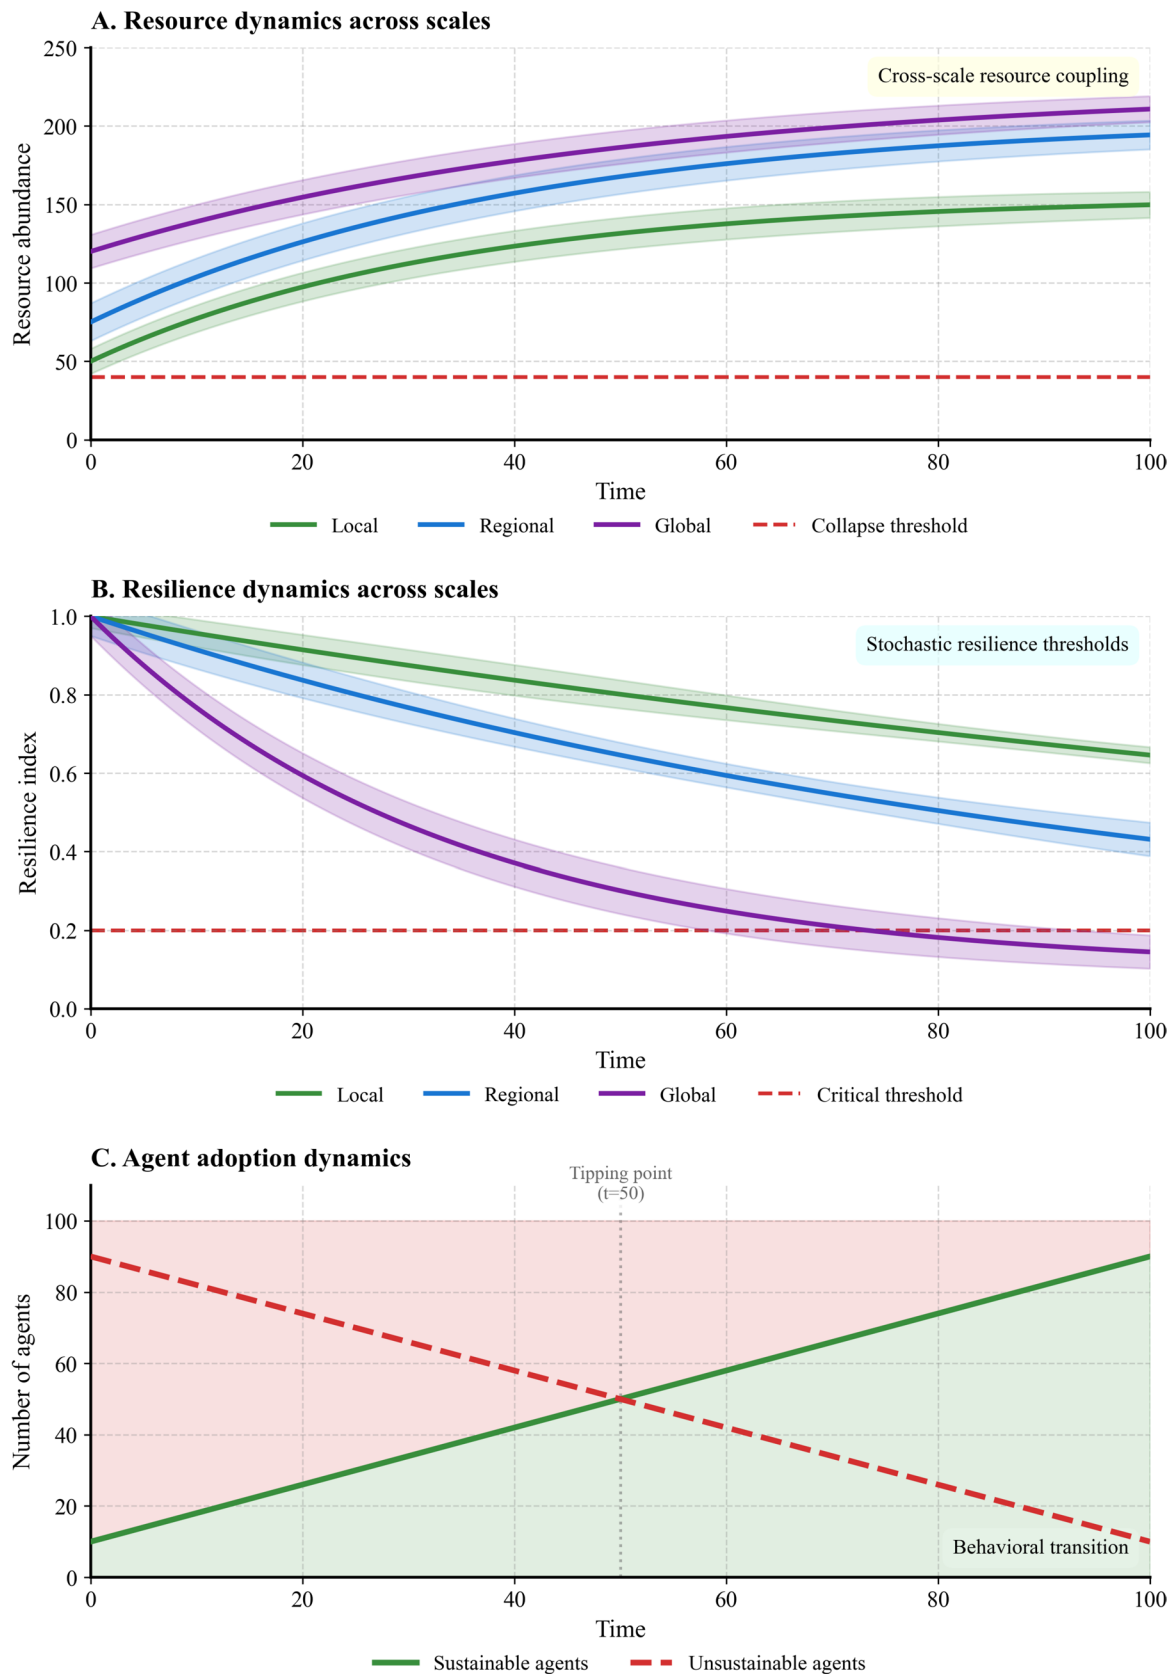 A. Resource dynamics across scales
250
200
150
100
50
0
Resource abundance
Cross-scale resource coupling
0 20 40 60 80 100
Time
Local Regional Global Collapse threshold
B. Resilience dynamics across scales
1.0
0.8
0.6
0.4
0.2
0.0
Resilience index
Stochastic resilience thresholds
0 20 40 60 80 100
Time
Local Regional Global Critical threshold
C. Agent adoption dynamics
Tipping point
(t=50)
100
80
60
40
20
0
Number of agents
Behavioral transition
0 20 40 60 80 100
Time
Sustainable agents Unsustainable agents